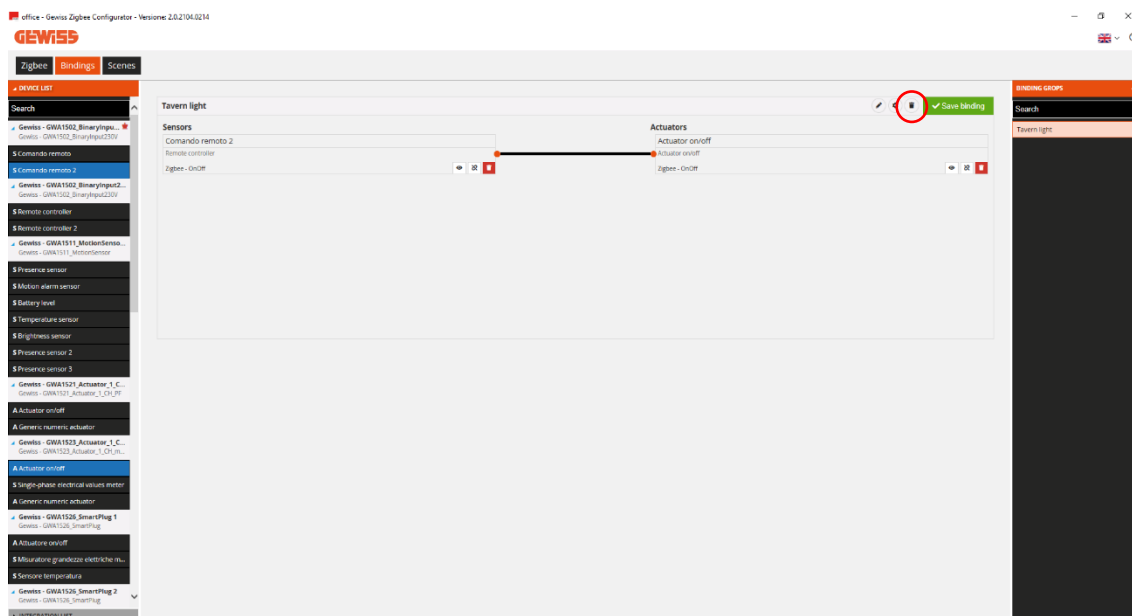 office - Gewiss Zigbee Configurator - Versione: 2.0.2104.0214
GEWISS
Zigbee Bindings Scenes
DEVICE LIST
Search
Gewiss - GWA1502_BinaryInpu...
Gewiss - GWA1502_BinaryInput230V
S Comando remoto
S Comando remoto 2
Gewiss - GWA1502_BinaryInput2...
Gewiss - GWA1502_BinaryInput230V
S Remote controller
S Remote controller 2
Gewiss - GWA1511_MotionSenso...
Gewiss - GWA1511_MotionSensor
S Presence sensor
S Motion alarm sensor
S Battery level
S Temperature sensor
S Brightness sensor
S Presence sensor 2
S Presence sensor 3
Gewiss - GWA1521_Actuator_1_C...
Gewiss - GWA1521_Actuator_1_CH_PF
A Actuator on/off
A Generic numeric actuator
Gewiss - GWA1523_Actuator_1_C...
Gewiss - GWA1523_Actuator_1_CH_m...
A Actuator on/off
S Single-phase electrical values meter
A Generic numeric actuator
Gewiss - GWA1526_SmartPlug 1
Gewiss - GWA1526_SmartPlug
A Attuatore on/off
S Misuratore grandezze elettriche m...
S Sensore temperatura
Gewiss - GWA1526_SmartPlug 2
Gewiss - GWA1526_SmartPlug
INTEGRATION LIST
Tavern light
Save binding
Sensors
Comando remoto 2
Remote controller
Zigbee - OnOff
Actuators
Actuator on/off
Actuator on/off
Zigbee - OnOff
BINDING GROPS
Search
Tavern light